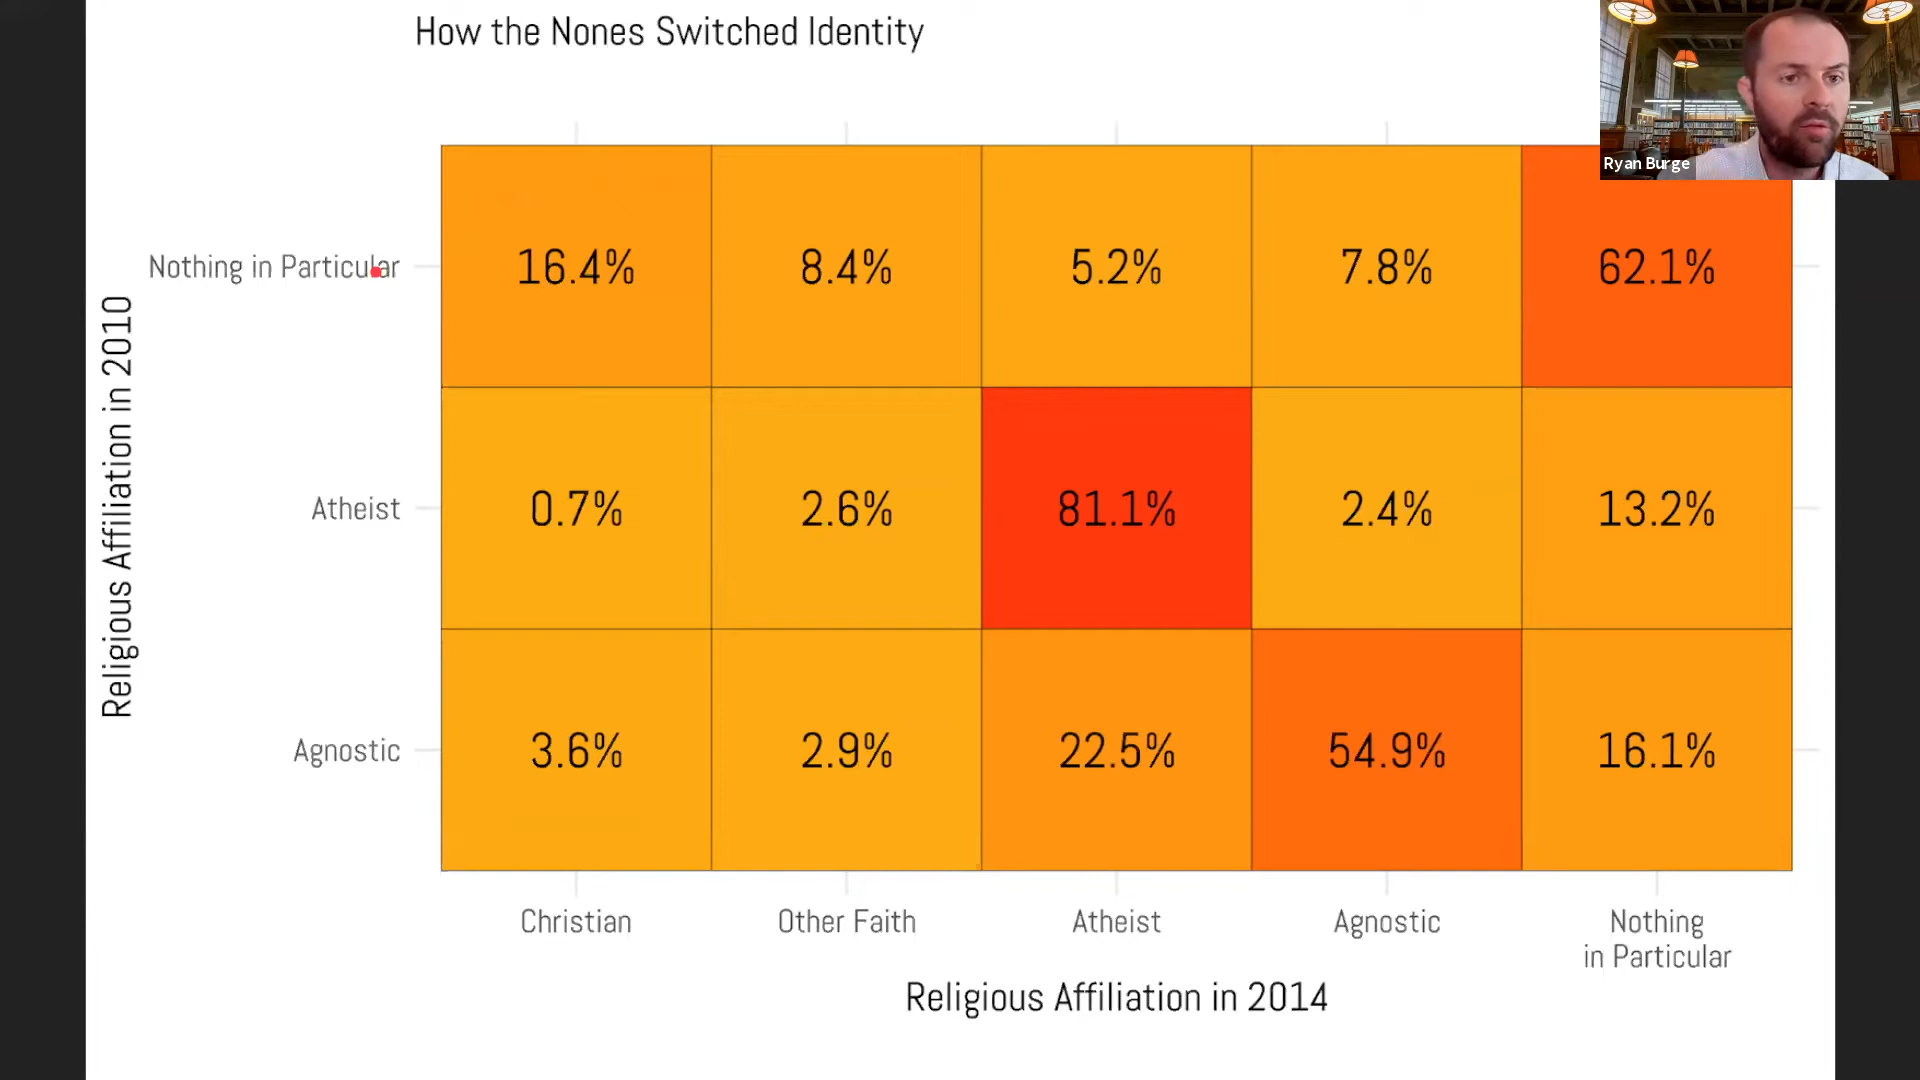 How the Nones Switched Identity
Ryan Burge
Religious Affiliation in 2010
Nothing in Particular 16.4% 8.4% 5.2% 7.8% 62.1%
Atheist 0.7% 2.6% 81.1% 2.4% 13.2%
Agnostic 3.6% 2.9% 22.5% 54.9% 16.1%
Christian Other Faith Atheist Agnostic Nothing
in Particular
Religious Affiliation in 2014